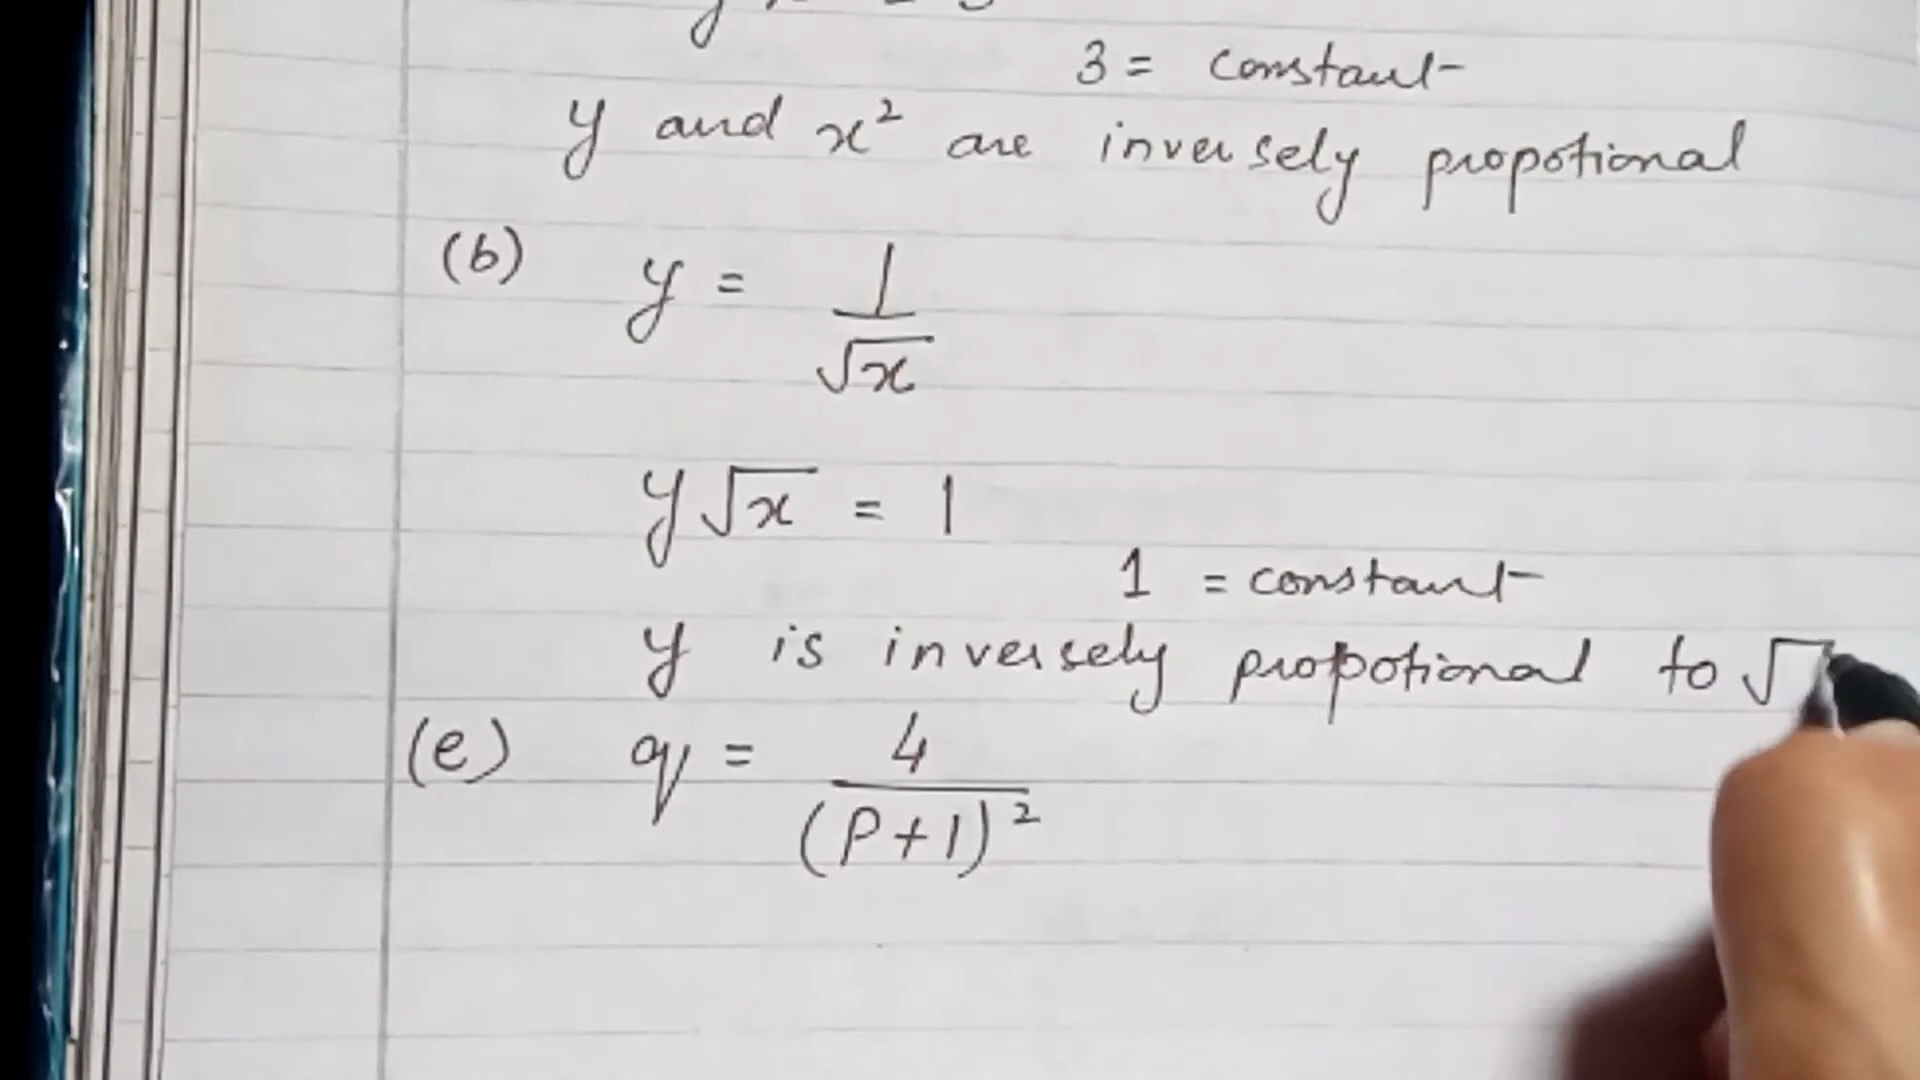 3 = constant
y and x² are inversely propotional
(b) y = 1/√x
y√x = 1
1 = constant
y is inversely propotional to √
(e) q = 4/(P+1)²